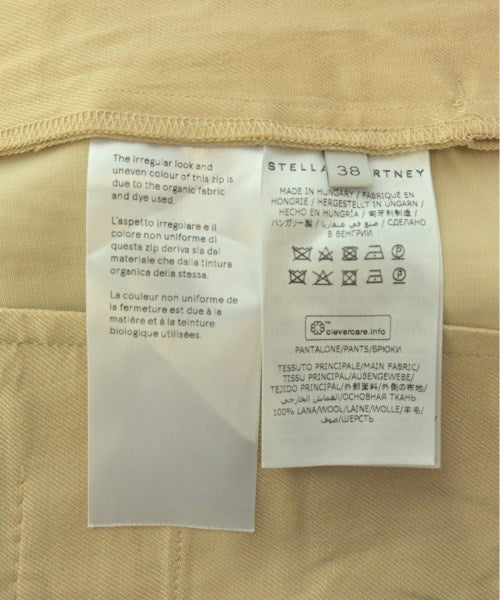 The irregular look and
uneven colour of this zip is
due to the organic fabric
and dye used.
L'aspetto irregolare e il
colore non uniforme di
questa zip deriva sia dal
materiale che dalla tintura
organica della stessa.
La couleur non uniforme de
la fermeture est due à la
matière et à la teinture
biologique utilisées.
38
STELLA RTNEY
MADE IN HUNGARY / FABRIQUÉ EN
HONGRIE / HERGESTELLT IN UNGARN /
HECHO EN HUNGRÍA / 匈牙利制造 /
ハンガリー製 / صنع في هنغاريا / СДЕЛАНО
В ВЕНГРИИ
clevercare.info
PANTALONE/PANTS/БРЮКИ
TESSUTO PRINCIPALE/MAIN FABRIC/
TISSU PRINCIPAL/AUßENGEWEBE/
TEJIDO PRINCIPAL/外部面料/外側の布地/
القماش الخارجي/ОСНОВНАЯ ТКАНЬ
100% LANA/WOOL/LAINE/WOLLE/羊毛/
صوف/ШЕРСТЬ